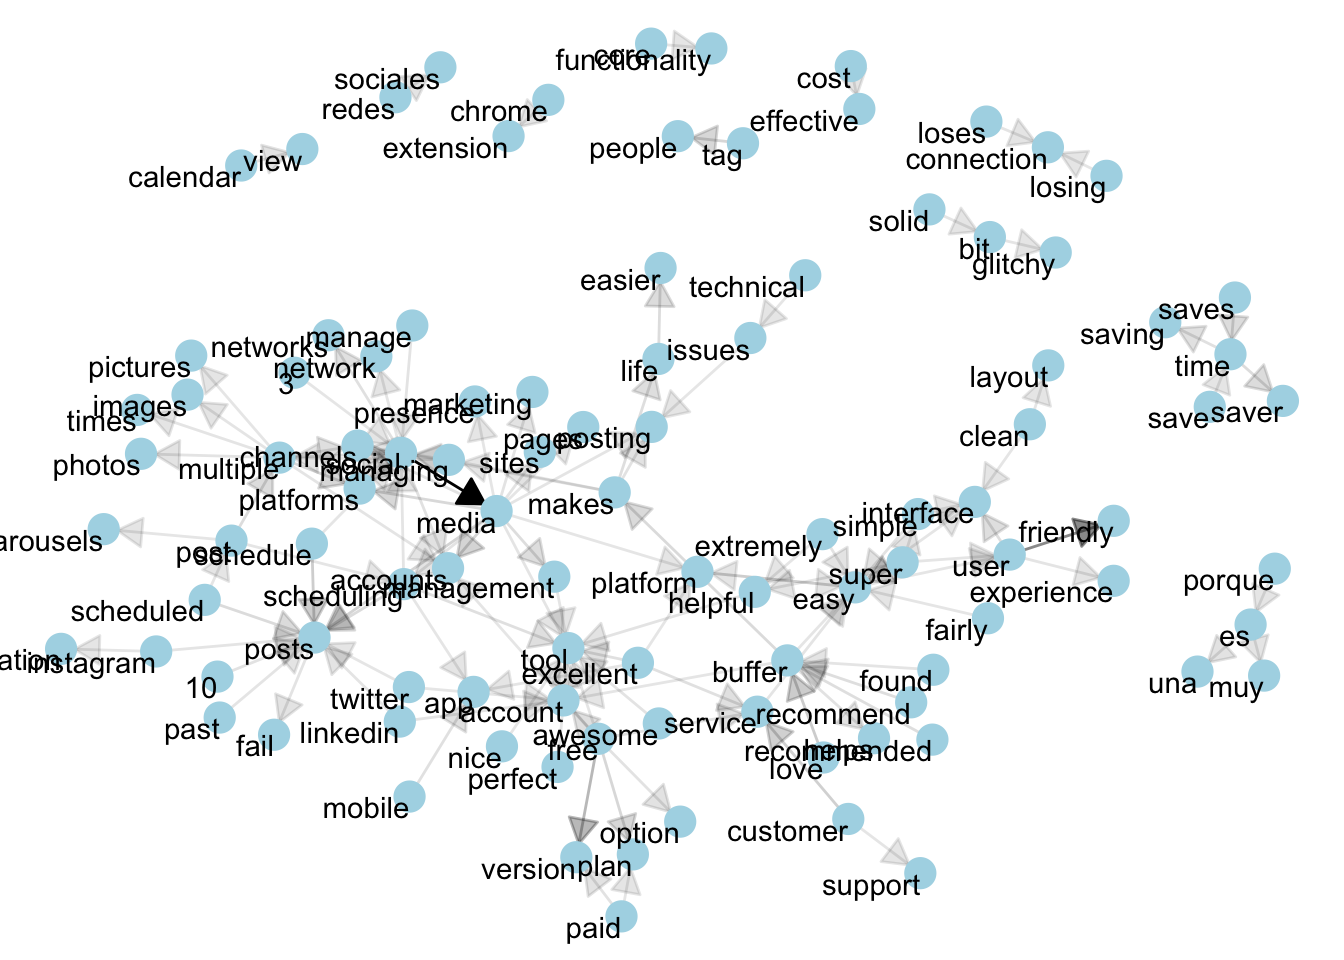 core
functionality
sociales
cost
redes
chrome
effective
extension
people
tag
loses
connection
view
calendar
losing
solid
bit
glitchy
easier
technical
saves
saving
networks
manage
issues
pictures
network
life
time
3
layout
images
presence
marketing
times
save
saver
pages
posting
clean
channels
photos
multiple
social
managing
sites
platforms
makes
media
interface
simple
friendly
arousels
post
schedule
extremely
user
super
accounts
management
platform
porque
scheduling
helpful
easy
experience
scheduled
fairly
es
posts
ation
instagram
tool
excellent
buffer
10
found
una
muy
twitter
app
account
recommend
past
linkedin
awesome
service
fail
free
nice
recommended
helps
perfect
love
mobile
option
customer
version
plan
support
paid